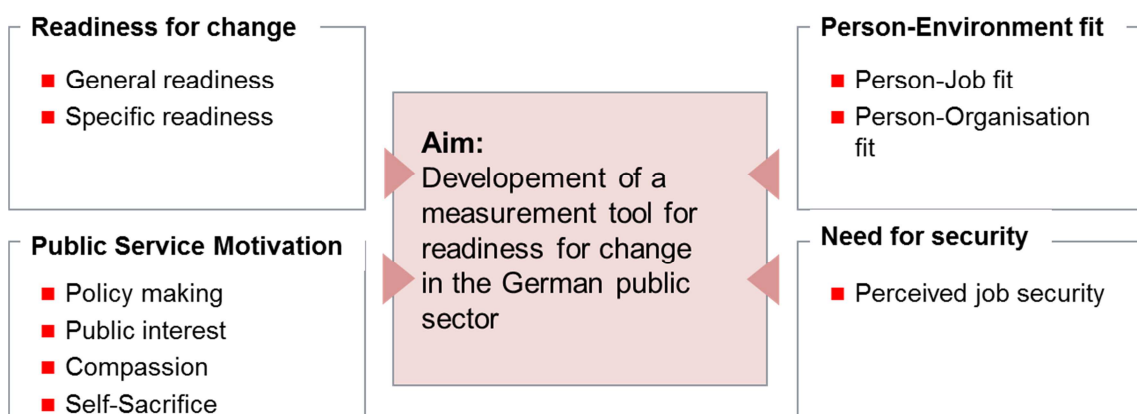 Readiness for change
General readiness
Specific readiness
Public Service Motivation
Policy making
Public interest
Compassion
Self-Sacrifice
Aim:
Developement of a
measurement tool for
readiness for change
in the German public
sector
Person-Environment fit
Person-Job fit
Person-Organisation
fit
Need for security
Perceived job security